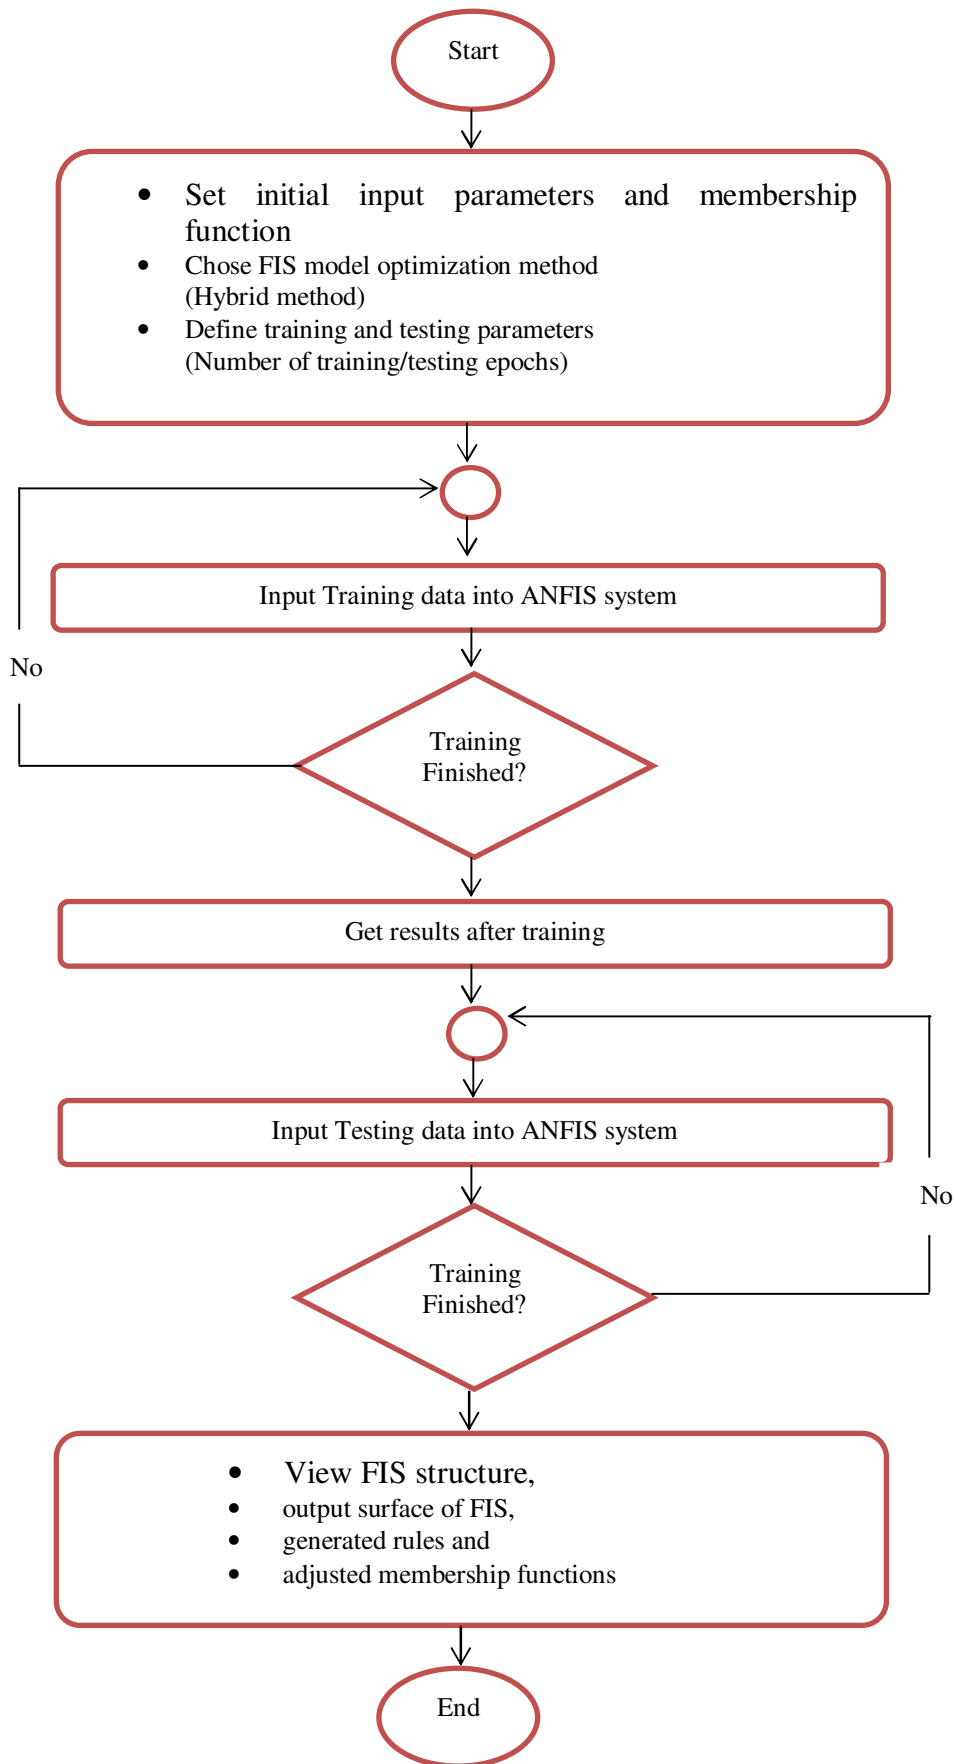 Start
• Set initial input parameters and membership
function
• Chose FIS model optimization method
(Hybrid method)
• Define training and testing parameters
(Number of training/testing epochs)
Input Training data into ANFIS system
No
Training
Finished?
Get results after training
Input Testing data into ANFIS system
No
Training
Finished?
• View FIS structure,
• output surface of FIS,
• generated rules and
• adjusted membership functions
End